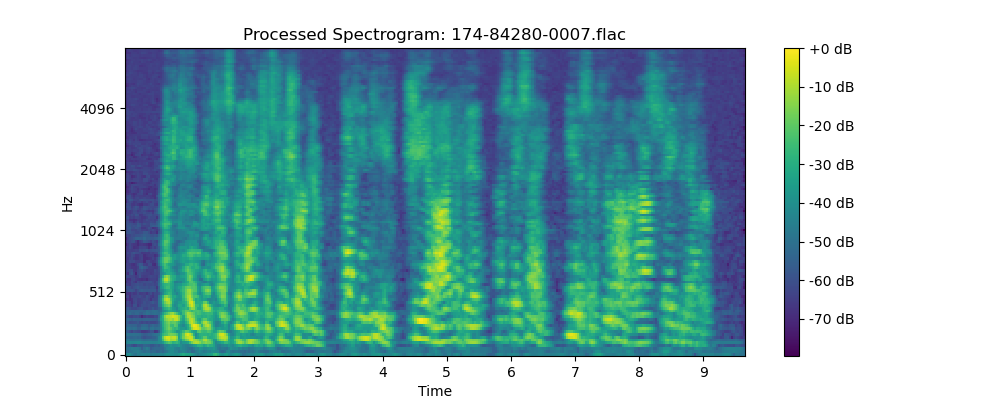 Processed Spectrogram: 174-84280-0007.flac
Hz
4096
2048
1024
512
0
0 1 2 3 4 5 6 7 8 9
Time
+0 dB
-10 dB
-20 dB
-30 dB
-40 dB
-50 dB
-60 dB
-70 dB